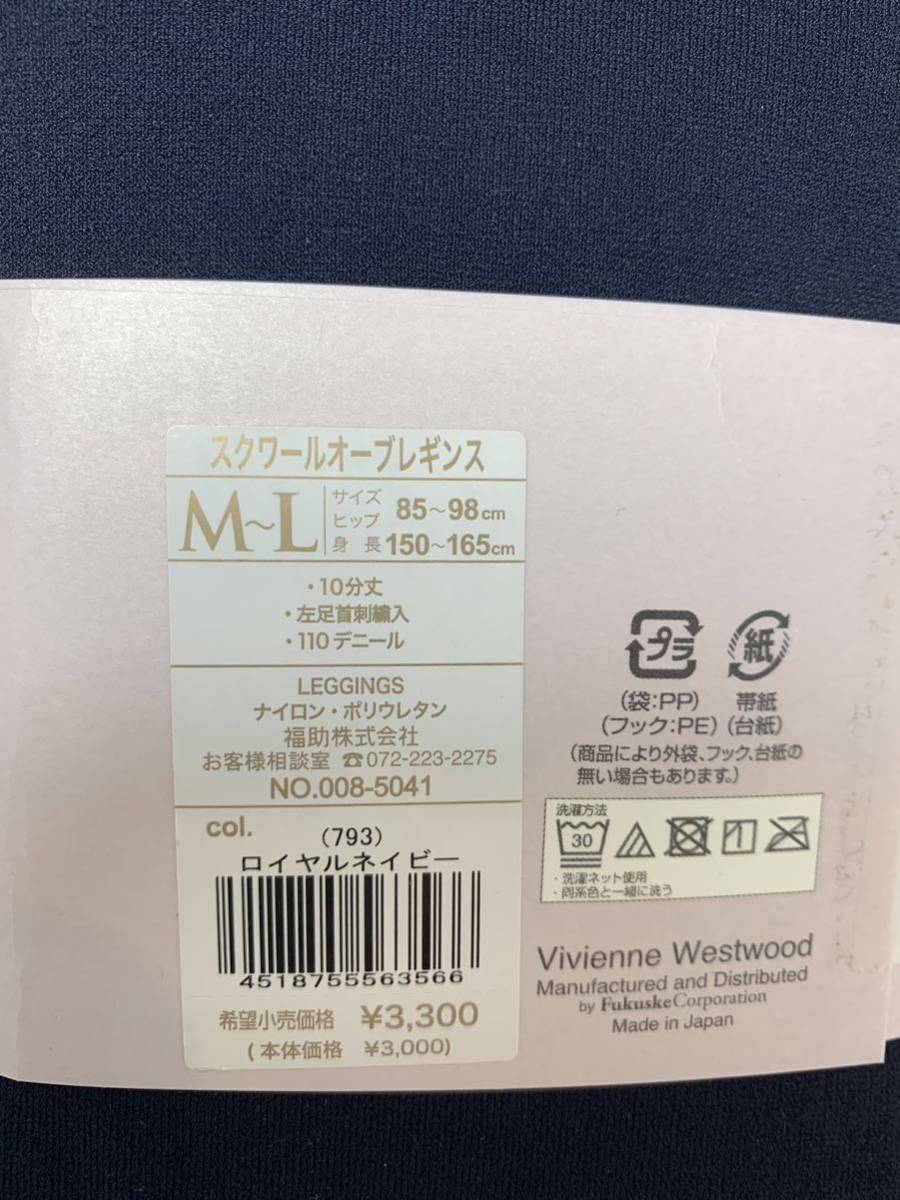 スクワールオーブレギンス
M~L
サイズ
ヒップ 85~98cm
身長 150~165cm
・10分丈
・左足首刺繍入
・110デニール
LEGGINGS
ナイロン・ポリウレタン
福助株式会社
お客様相談室 ☎072-223-2275
NO.008-5041
col.
(793)
ロイヤルネイビー
4518755563566
希望小売価格 ¥3,300
(本体価格 ¥3,000)
プラ 紙
(袋:PP) 帯紙
(フック:PE) (台紙)
(商品により外袋、フック、台紙の
無い場合もあります。)
洗濯方法
30 1
・洗濯ネット使用
・同系色と一緒に洗う
Vivienne Westwood
Manufactured and Distributed
by Fukuske Corporation
Made in Japan